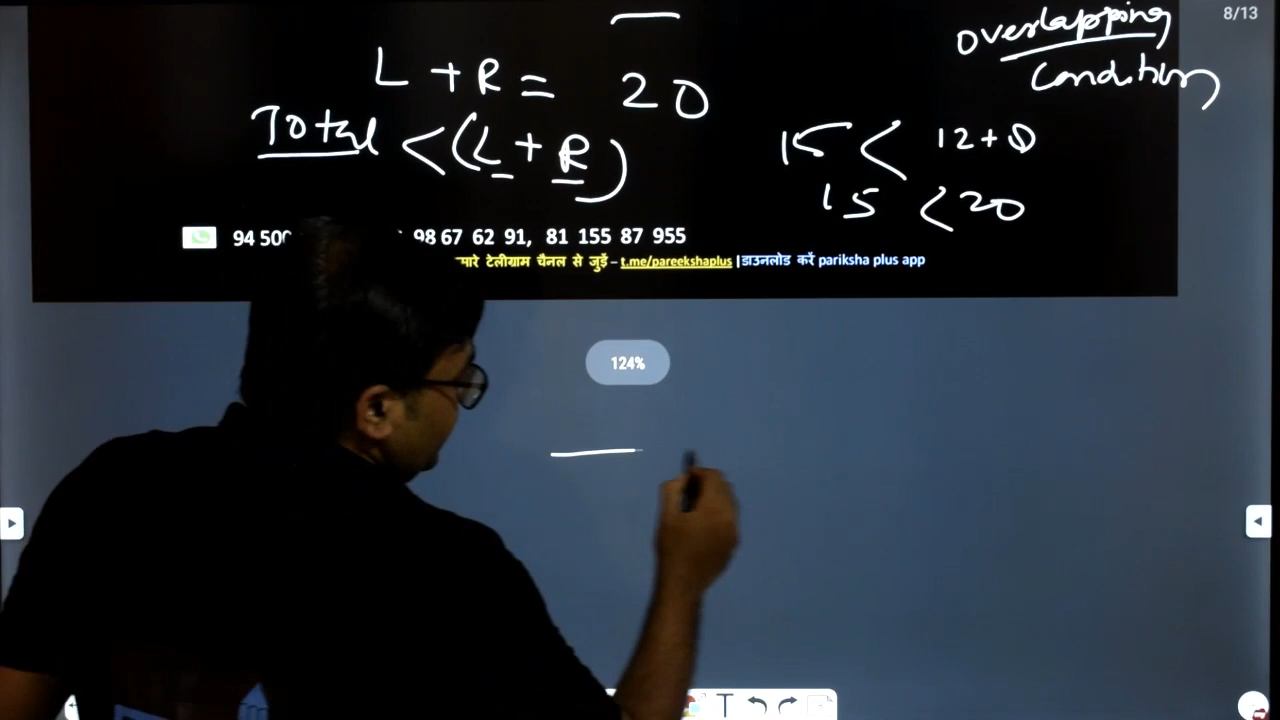 8/13
overlapping
condition
L + R = 20
Total < (L + R)
15 < 12 + 8
15 < 20
94 500 98 67 62 91, 81 155 87 955
मारे टेलीग्राम चैनल से जुड़ें – t.me/pareekshaplus | डाउनलोड करें pariksha plus app
124%
T